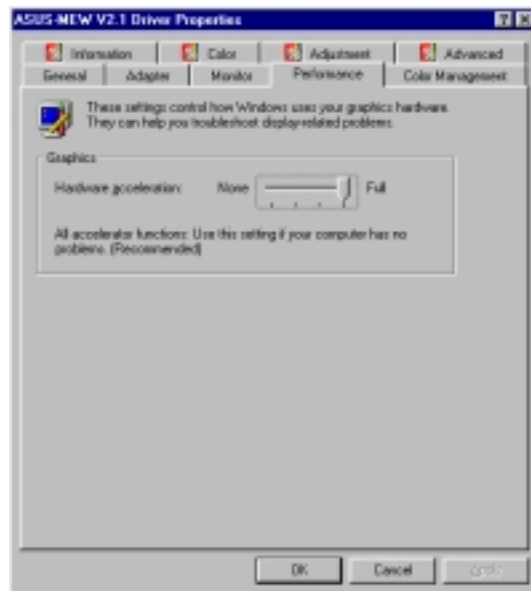 ASUS-MEW V2.1 Driver Properties
Information Color Adjustment Advanced
General Adapter Monitor Performance Color Management
These settings control how Windows uses your graphics hardware.
They can help you troubleshoot display-related problems.
Graphics
Hardware acceleration: None Full
All accelerator functions: Use this setting if your computer has no
problems. (Recommended)
OK Cancel Apply